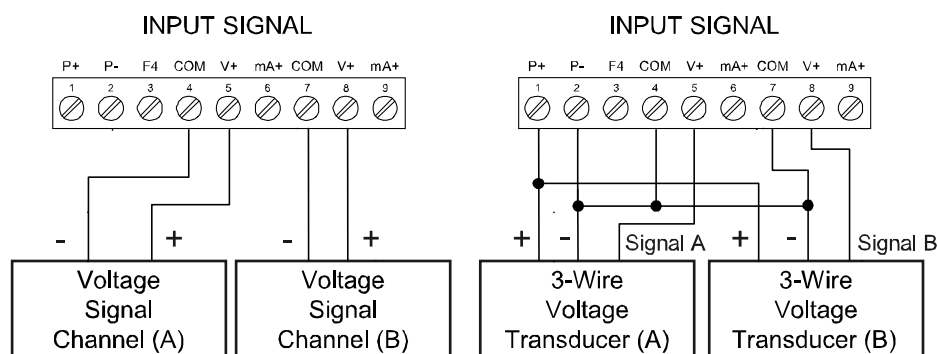 INPUT SIGNAL
P+ P- F4 COM V+ mA+ COM V+ mA+
1 2 3 4 5 6 7 8 9
- + - +
Voltage
Signal
Channel (A)
Voltage
Signal
Channel (B)
INPUT SIGNAL
P+ P- F4 COM V+ mA+ COM V+ mA+
1 2 3 4 5 6 7 8 9
+ - Signal A + - Signal B
3-Wire
Voltage
Transducer (A)
3-Wire
Voltage
Transducer (B)